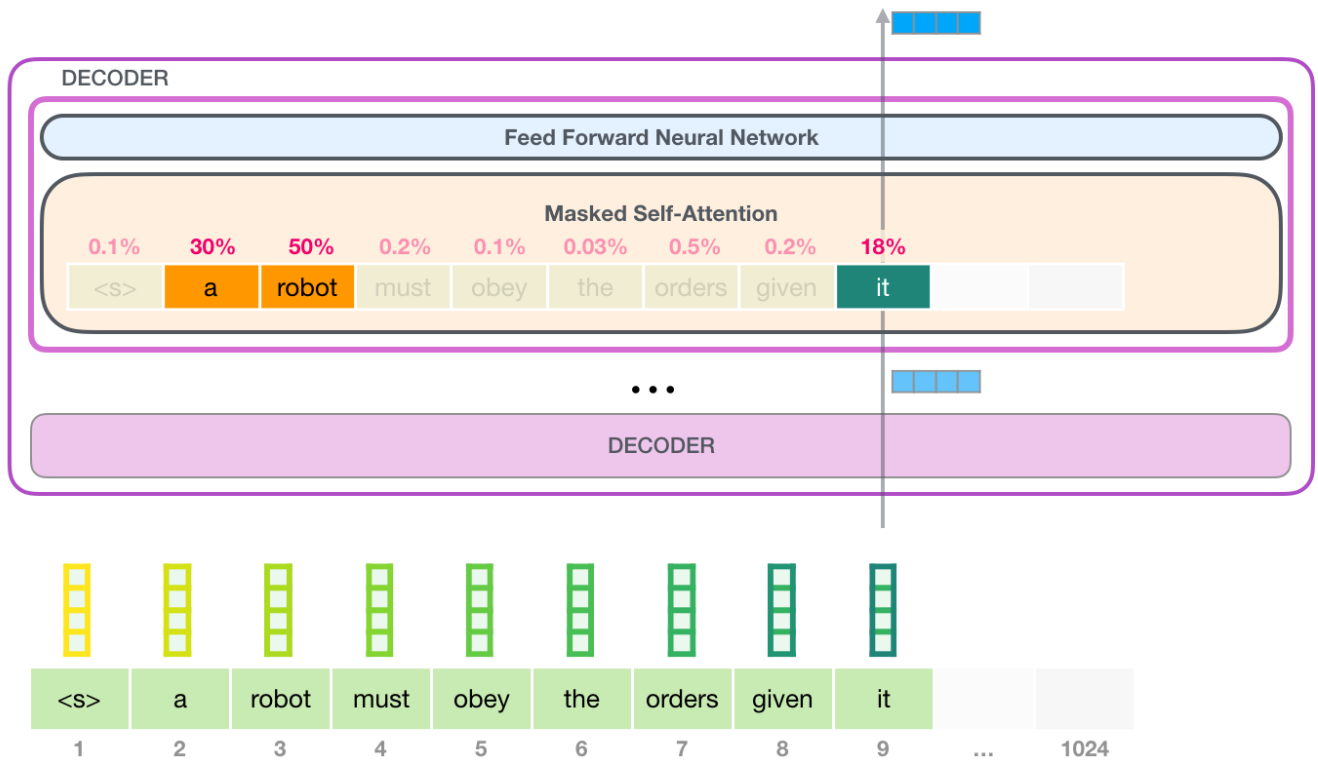 DECODER
Feed Forward Neural Network
Masked Self-Attention
0.1% 30% 50% 0.2% 0.1% 0.03% 0.5% 0.2% 18%
<s> a robot must obey the orders given it
...
DECODER
<s> a robot must obey the orders given it
1 2 3 4 5 6 7 8 9 ... 1024